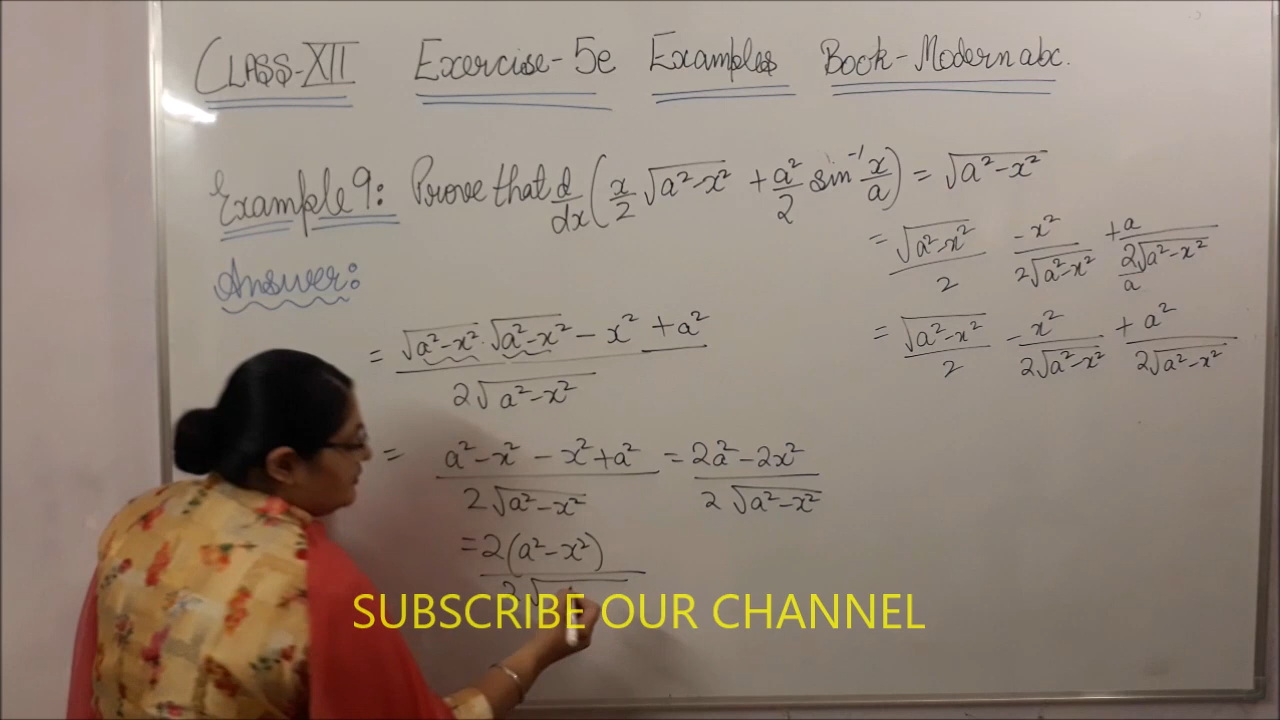 CLASS-XII Exercise-5e Examples Book-Modern abc.
Example 9: Prove that d/dx (x/2 √(a²-x²) + a²/2 sin⁻¹ x/a) = √(a²-x²)
= √(a²-x²)/2 - x²/(2√(a²-x²)) + a/(2√(a²-x²)/a)
Answer:
= √(a²-x²)/2 - x²/(2√(a²-x²)) + a²/(2√(a²-x²))
= (√(a²-x²)·√(a²-x²) - x² + a²)/(2√(a²-x²))
= (a²-x² - x²+a²)/(2√(a²-x²)) = (2a²-2x²)/(2√(a²-x²))
= 2(a²-x²)/2√
SUBSCRIBE OUR CHANNEL